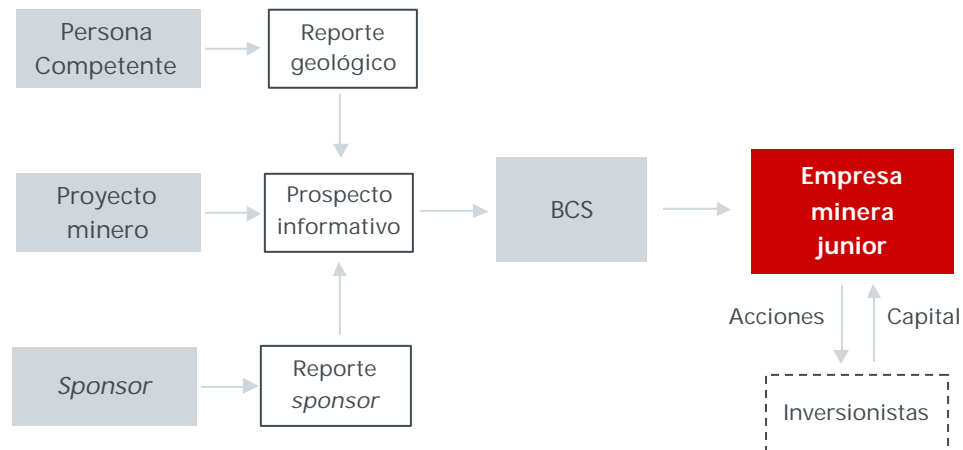 Persona
Competente
Reporte
geológico
Proyecto
minero
Prospecto
informativo
BCS
Empresa
minera
junior
Acciones
Capital
Sponsor
Reporte
sponsor
Inversionistas